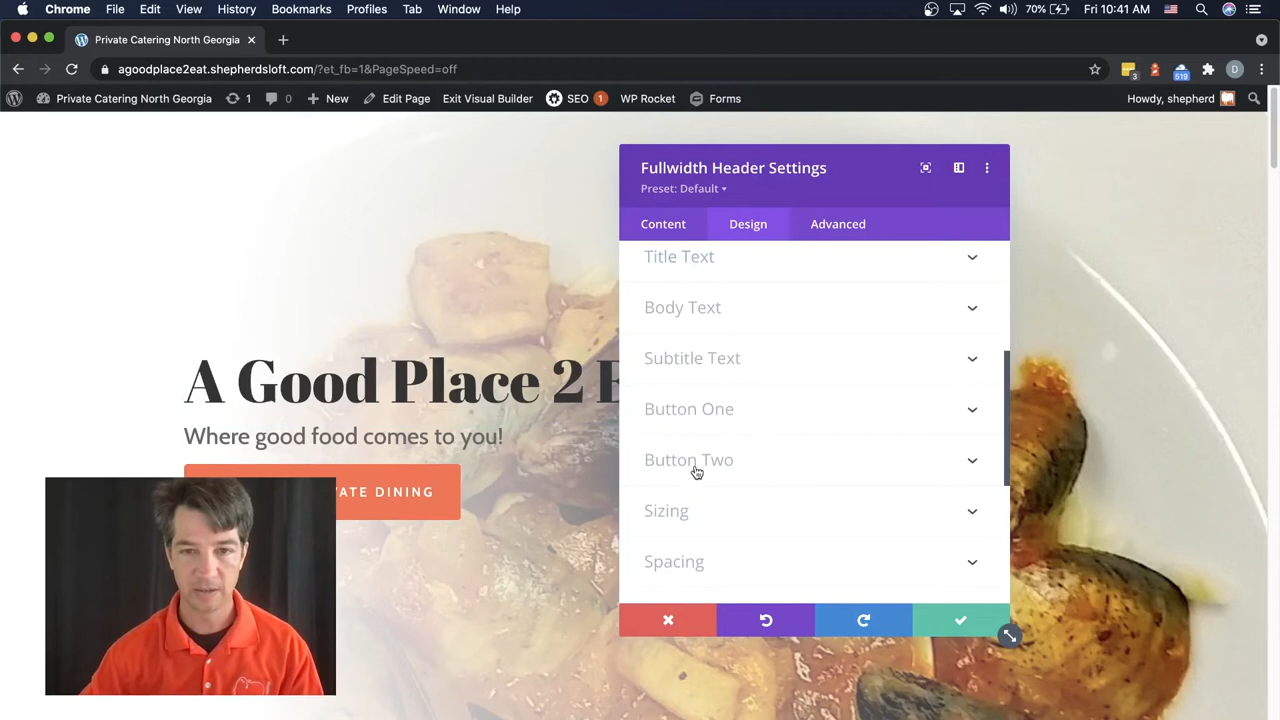 Chrome File Edit View History Bookmarks Profiles Tab Window Help 70% Fri 10:41 AM
Private Catering North Georgia
agoodplace2eat.shepherdsloft.com/?et_fb=1&PageSpeed=off 3 519 D
Private Catering North Georgia 1 0 New Edit Page Exit Visual Builder SEO 1 WP Rocket Forms Howdy, shepherd
Fullwidth Header Settings
Preset: Default
Content Design Advanced
Title Text
Body Text
Subtitle Text
Button One
Button Two
Sizing
Spacing
A Good Place 2
Where good food comes to you!
DINING